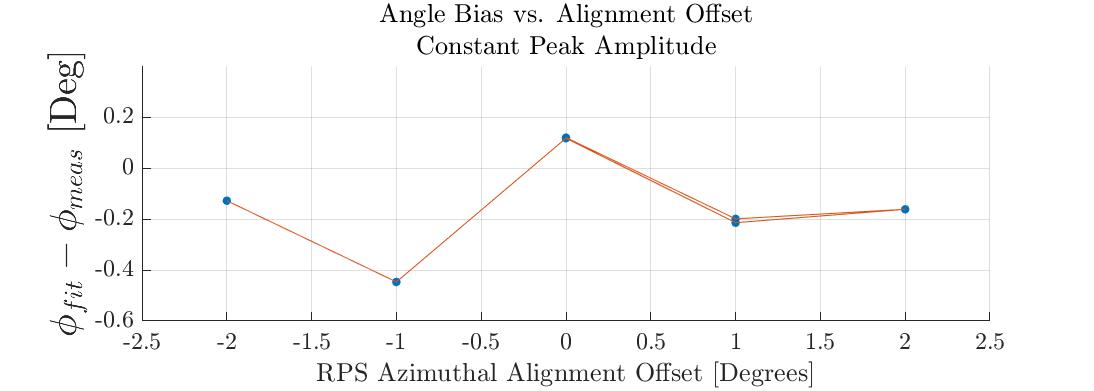 Angle Bias vs. Alignment Offset
Constant Peak Amplitude
ϕ_fit − ϕ_meas [Deg]
0.2
0
-0.2
-0.4
-0.6
-2.5 -2 -1.5 -1 -0.5 0 0.5 1 1.5 2 2.5
RPS Azimuthal Alignment Offset [Degrees]